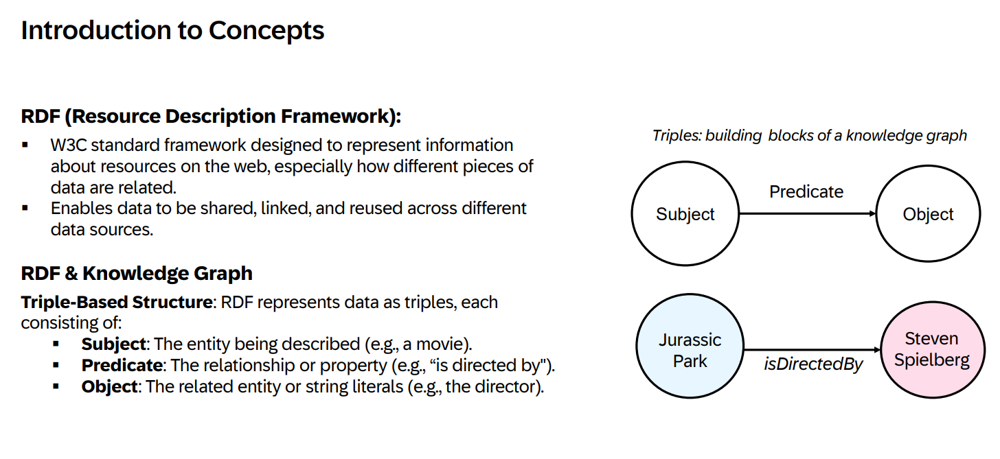 Introduction to Concepts
RDF (Resource Description Framework):
▪ W3C standard framework designed to represent information
about resources on the web, especially how different pieces of
data are related.
▪ Enables data to be shared, linked, and reused across different
data sources.
RDF & Knowledge Graph
Triple-Based Structure: RDF represents data as triples, each
consisting of:
▪ Subject: The entity being described (e.g., a movie).
▪ Predicate: The relationship or property (e.g., “is directed by").
▪ Object: The related entity or string literals (e.g., the director).
Triples: building blocks of a knowledge graph
Subject
Predicate
Object
Jurassic
Park
isDirectedBy
Steven
Spielberg